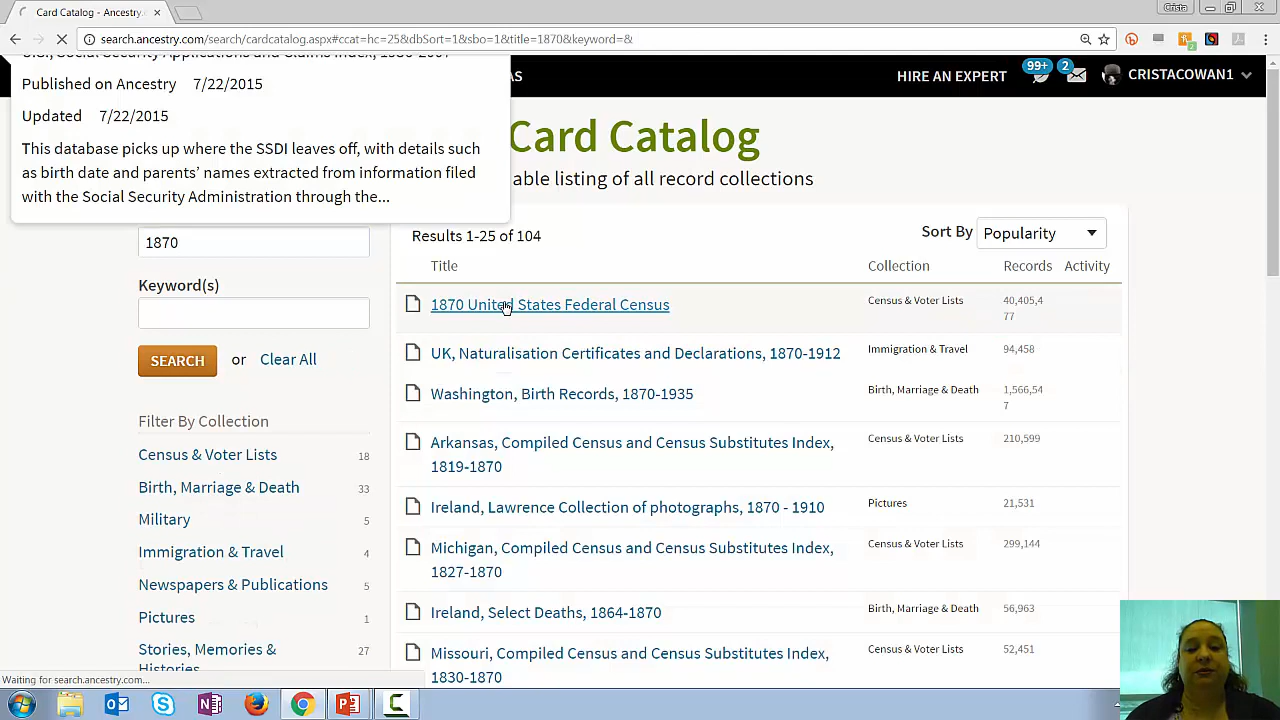 Card Catalog - Ancestry.
Crista
search.ancestry.com/search/cardcatalog.aspx#ccat=hc=25&dbSort=1&sbo=1&title=1870&keyword=&
Published on Ancestry 7/22/2015
Updated 7/22/2015
This database picks up where the SSDI leaves off, with details such
as birth date and parents’ names extracted from information filed
with the Social Security Administration through the...
AS
HIRE AN EXPERT
99+
2
CRISTACOWAN1
Card Catalog
able listing of all record collections
1870
Keyword(s)
SEARCH or Clear All
Filter By Collection
Census & Voter Lists 18
Birth, Marriage & Death 33
Military 5
Immigration & Travel 4
Newspapers & Publications 5
Pictures 1
Stories, Memories & 27
Histories
Results 1-25 of 104
Sort By Popularity
Title Collection Records Activity
1870 United States Federal Census Census & Voter Lists 40,405,4
77
UK, Naturalisation Certificates and Declarations, 1870-1912 Immigration & Travel 94,458
Washington, Birth Records, 1870-1935 Birth, Marriage & Death 1,566,54
7
Arkansas, Compiled Census and Census Substitutes Index, Census & Voter Lists 210,599
1819-1870
Ireland, Lawrence Collection of photographs, 1870 - 1910 Pictures 21,531
Michigan, Compiled Census and Census Substitutes Index, Census & Voter Lists 299,144
1827-1870
Ireland, Select Deaths, 1864-1870 Birth, Marriage & Death 56,963
Missouri, Compiled Census and Census Substitutes Index, Census & Voter Lists 52,451
1830-1870
Waiting for search.ancestry.com...